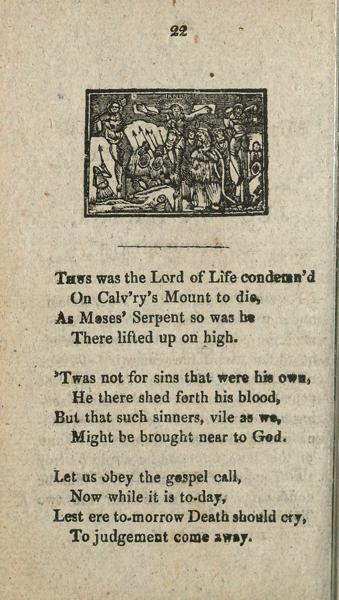 22
Thus was the Lord of Life condemn'd
On Calv'ry's Mount to die,
As Moses' Serpent so was he
There lifted up on high.
'Twas not for sins that were his own,
He there shed forth his blood,
But that such sinners, vile as we,
Might be brought near to God.
Let us obey the gospel call,
Now while it is to-day,
Lest ere to-morrow Death should cry,
To judgement come away.